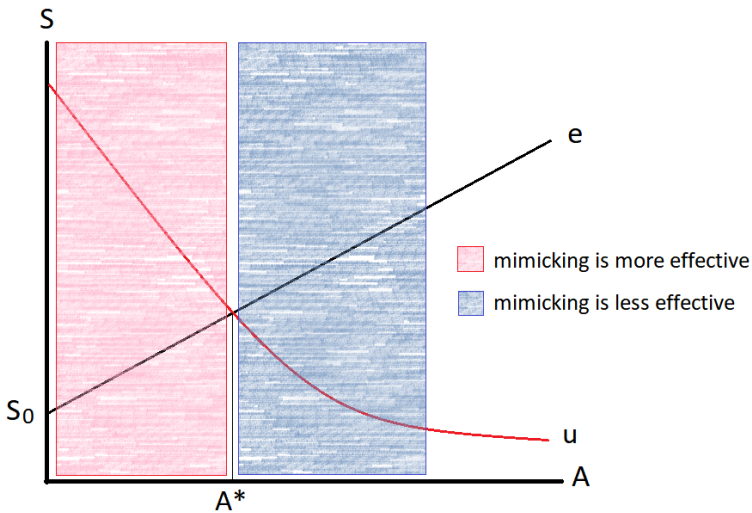 S
e
mimicking is more effective
mimicking is less effective
S₀
u
A
A*